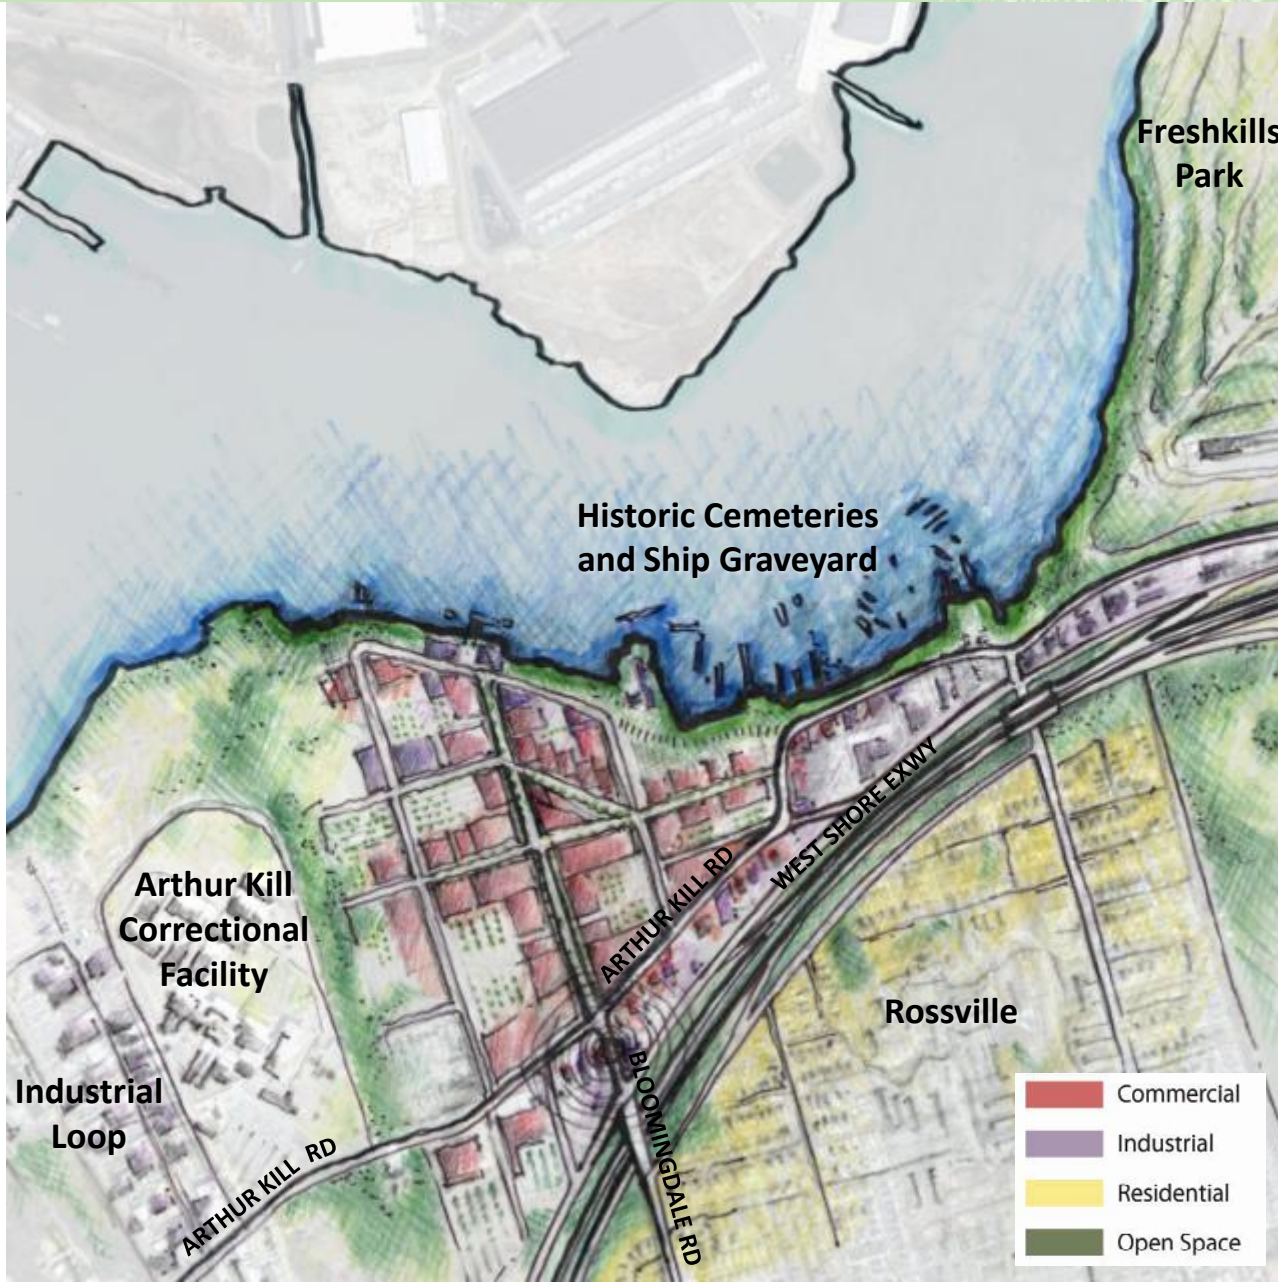 Freshkills
Park
Historic Cemeteries
and Ship Graveyard
WEST SHORE EXWY
ARTHUR KILL RD
Arthur Kill
Correctional
Facility
Rossville
Industrial
Loop
BLOOMINGDALE RD
ARTHUR KILL RD
Commercial
Industrial
Residential
Open Space